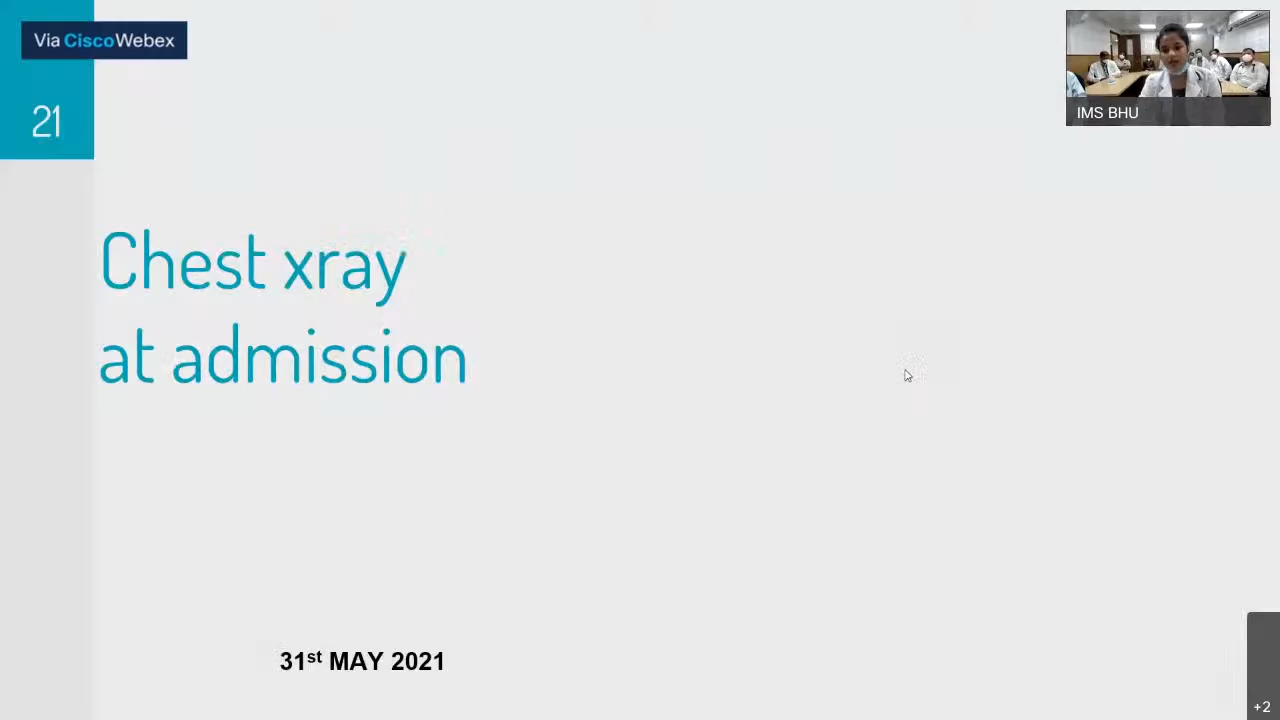 Via CiscoWebex
IMS BHU
21
Chest xray
at admission
31st MAY 2021
+2